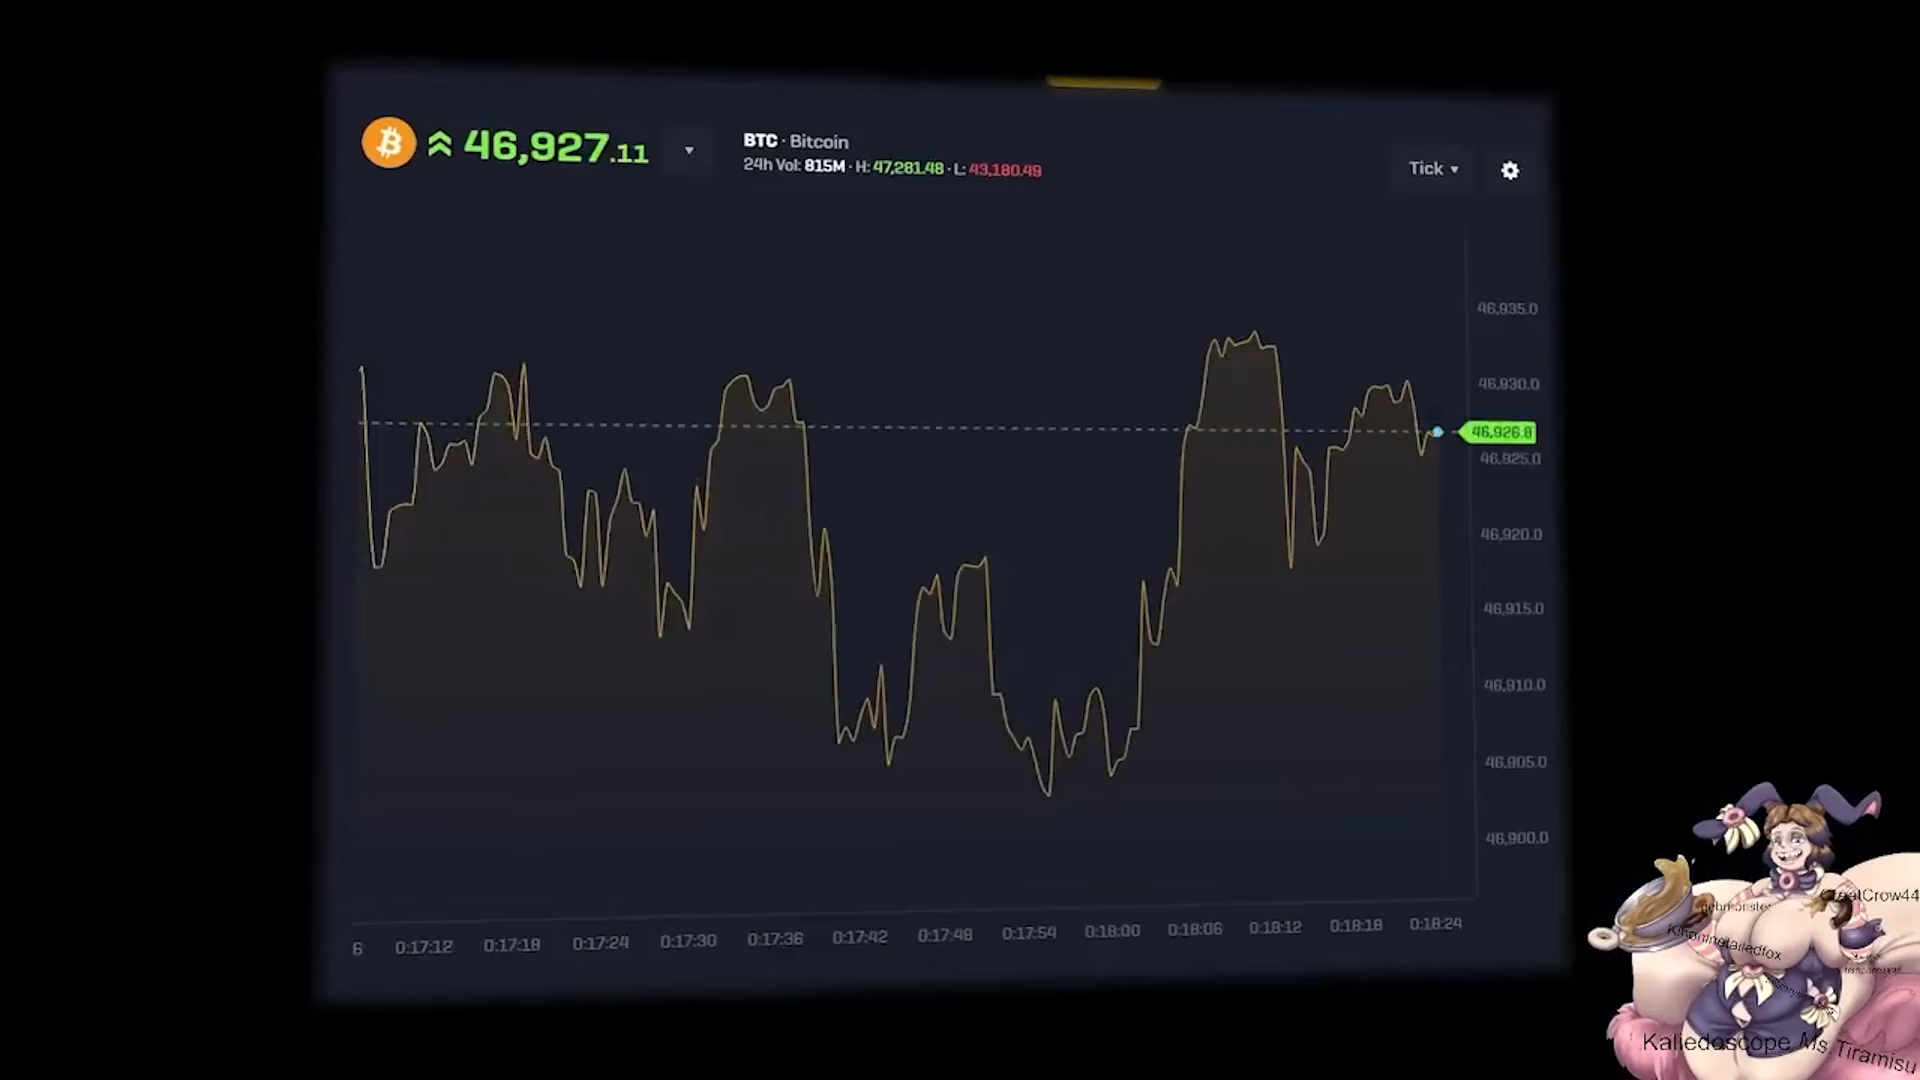 46,927.11
BTC · Bitcoin
24h Vol: 815M · H: 47,281.48 · L: 43,180.49
Tick
46,935.0
46,930.0
46,926.8
46,925.0
46,920.0
46,915.0
46,910.0
46,905.0
46,900.0
6 0:17:12 0:17:18 0:17:24 0:17:30 0:17:36 0:17:42 0:17:48 0:17:54 0:18:00 0:18:06 0:18:12 0:18:18 0:18:24
GreatCrow44
Kaliedoscope Ms.Tiramisu